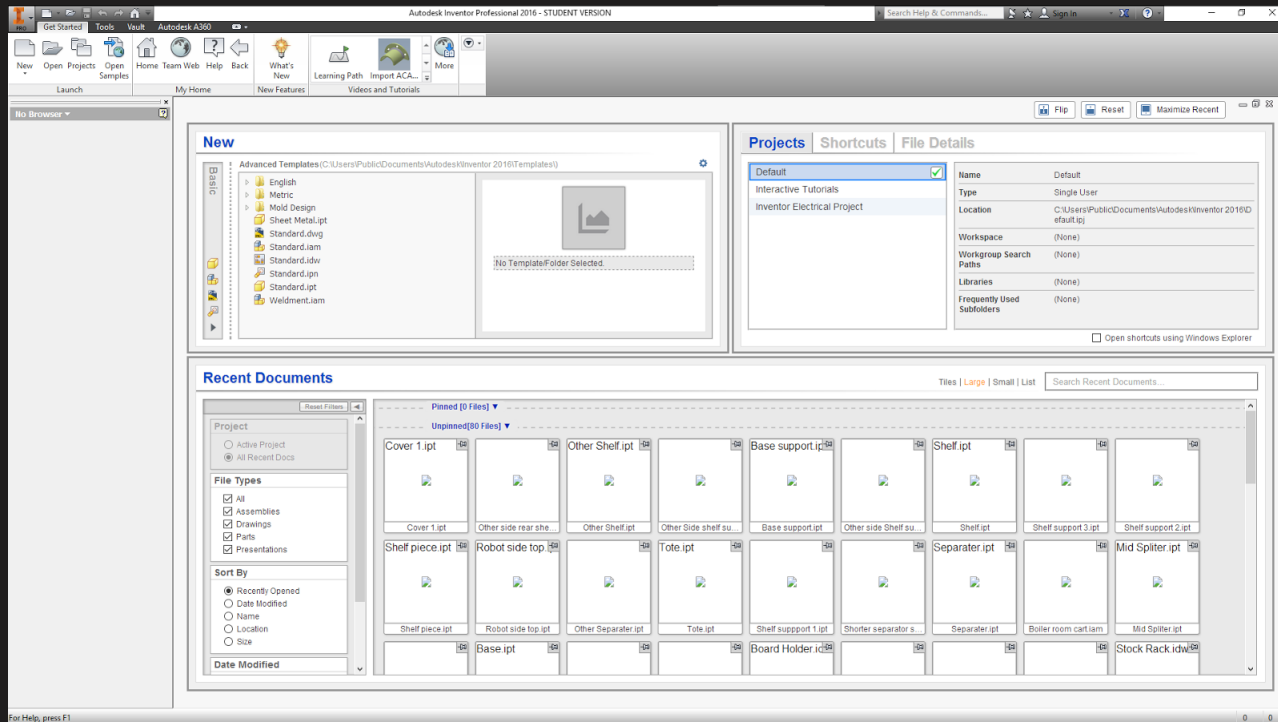 Autodesk Inventor Professional 2016 - STUDENT VERSION
Search Help & Commands...
Sign In
PRO
Get Started Tools Vault Autodesk A360
New Open Projects Open Samples Home Team Web Help Back What's New Learning Path Import ACA... More
Launch My Home New Features Videos and Tutorials
No Browser
Flip Reset Maximize Recent
New
Basic
Advanced Templates(C:\Users\Public\Documents\Autodesk\Inventor 2016\Templates\)
English
Metric
Mold Design
Sheet Metal.ipt
Standard.dwg
Standard.iam
Standard.idw
Standard.ipn
Standard.ipt
Weldment.iam
No Template/Folder Selected.
Projects Shortcuts File Details
Default
Interactive Tutorials
Inventor Electrical Project
Name Default
Type Single User
Location C:\Users\Public\Documents\Autodesk\Inventor 2016\D
efault.ipj
Workspace (None)
Workgroup Search (None)
Paths
Libraries (None)
Frequently Used (None)
Subfolders
Open shortcuts using Windows Explorer
Recent Documents
Tiles | Large | Small | List
Search Recent Documents...
Reset Filters
Project
Active Project
All Recent Docs
File Types
All
Assemblies
Drawings
Parts
Presentations
Sort By
Recently Opened
Date Modified
Name
Location
Size
Date Modified
Pinned [0 Files]
Unpinned[80 Files]
Cover 1.ipt Other Shelf.ipt Base support.ip Shelf.ipt
Cover 1.ipt Other side rear she... Other Shelf.ipt Other Side shelf su... Base support.ipt Other side Shelf su... Shelf.ipt Shelf support 3.ipt Shelf support 2.ipt
Shelf piece.ipt Robot side top. Tote.ipt Separater.ipt Mid Spliter.ipt
Shelf piece.ipt Robot side top.ipt Other Separater.ipt Tote.ipt Shelf suppport 1.ipt Shorter separator s... Separater.ipt Boiler room cart.iam Mid Spliter.ipt
Base.ipt Board Holder.id Stock Rack.idw
For Help, press F1
0 0